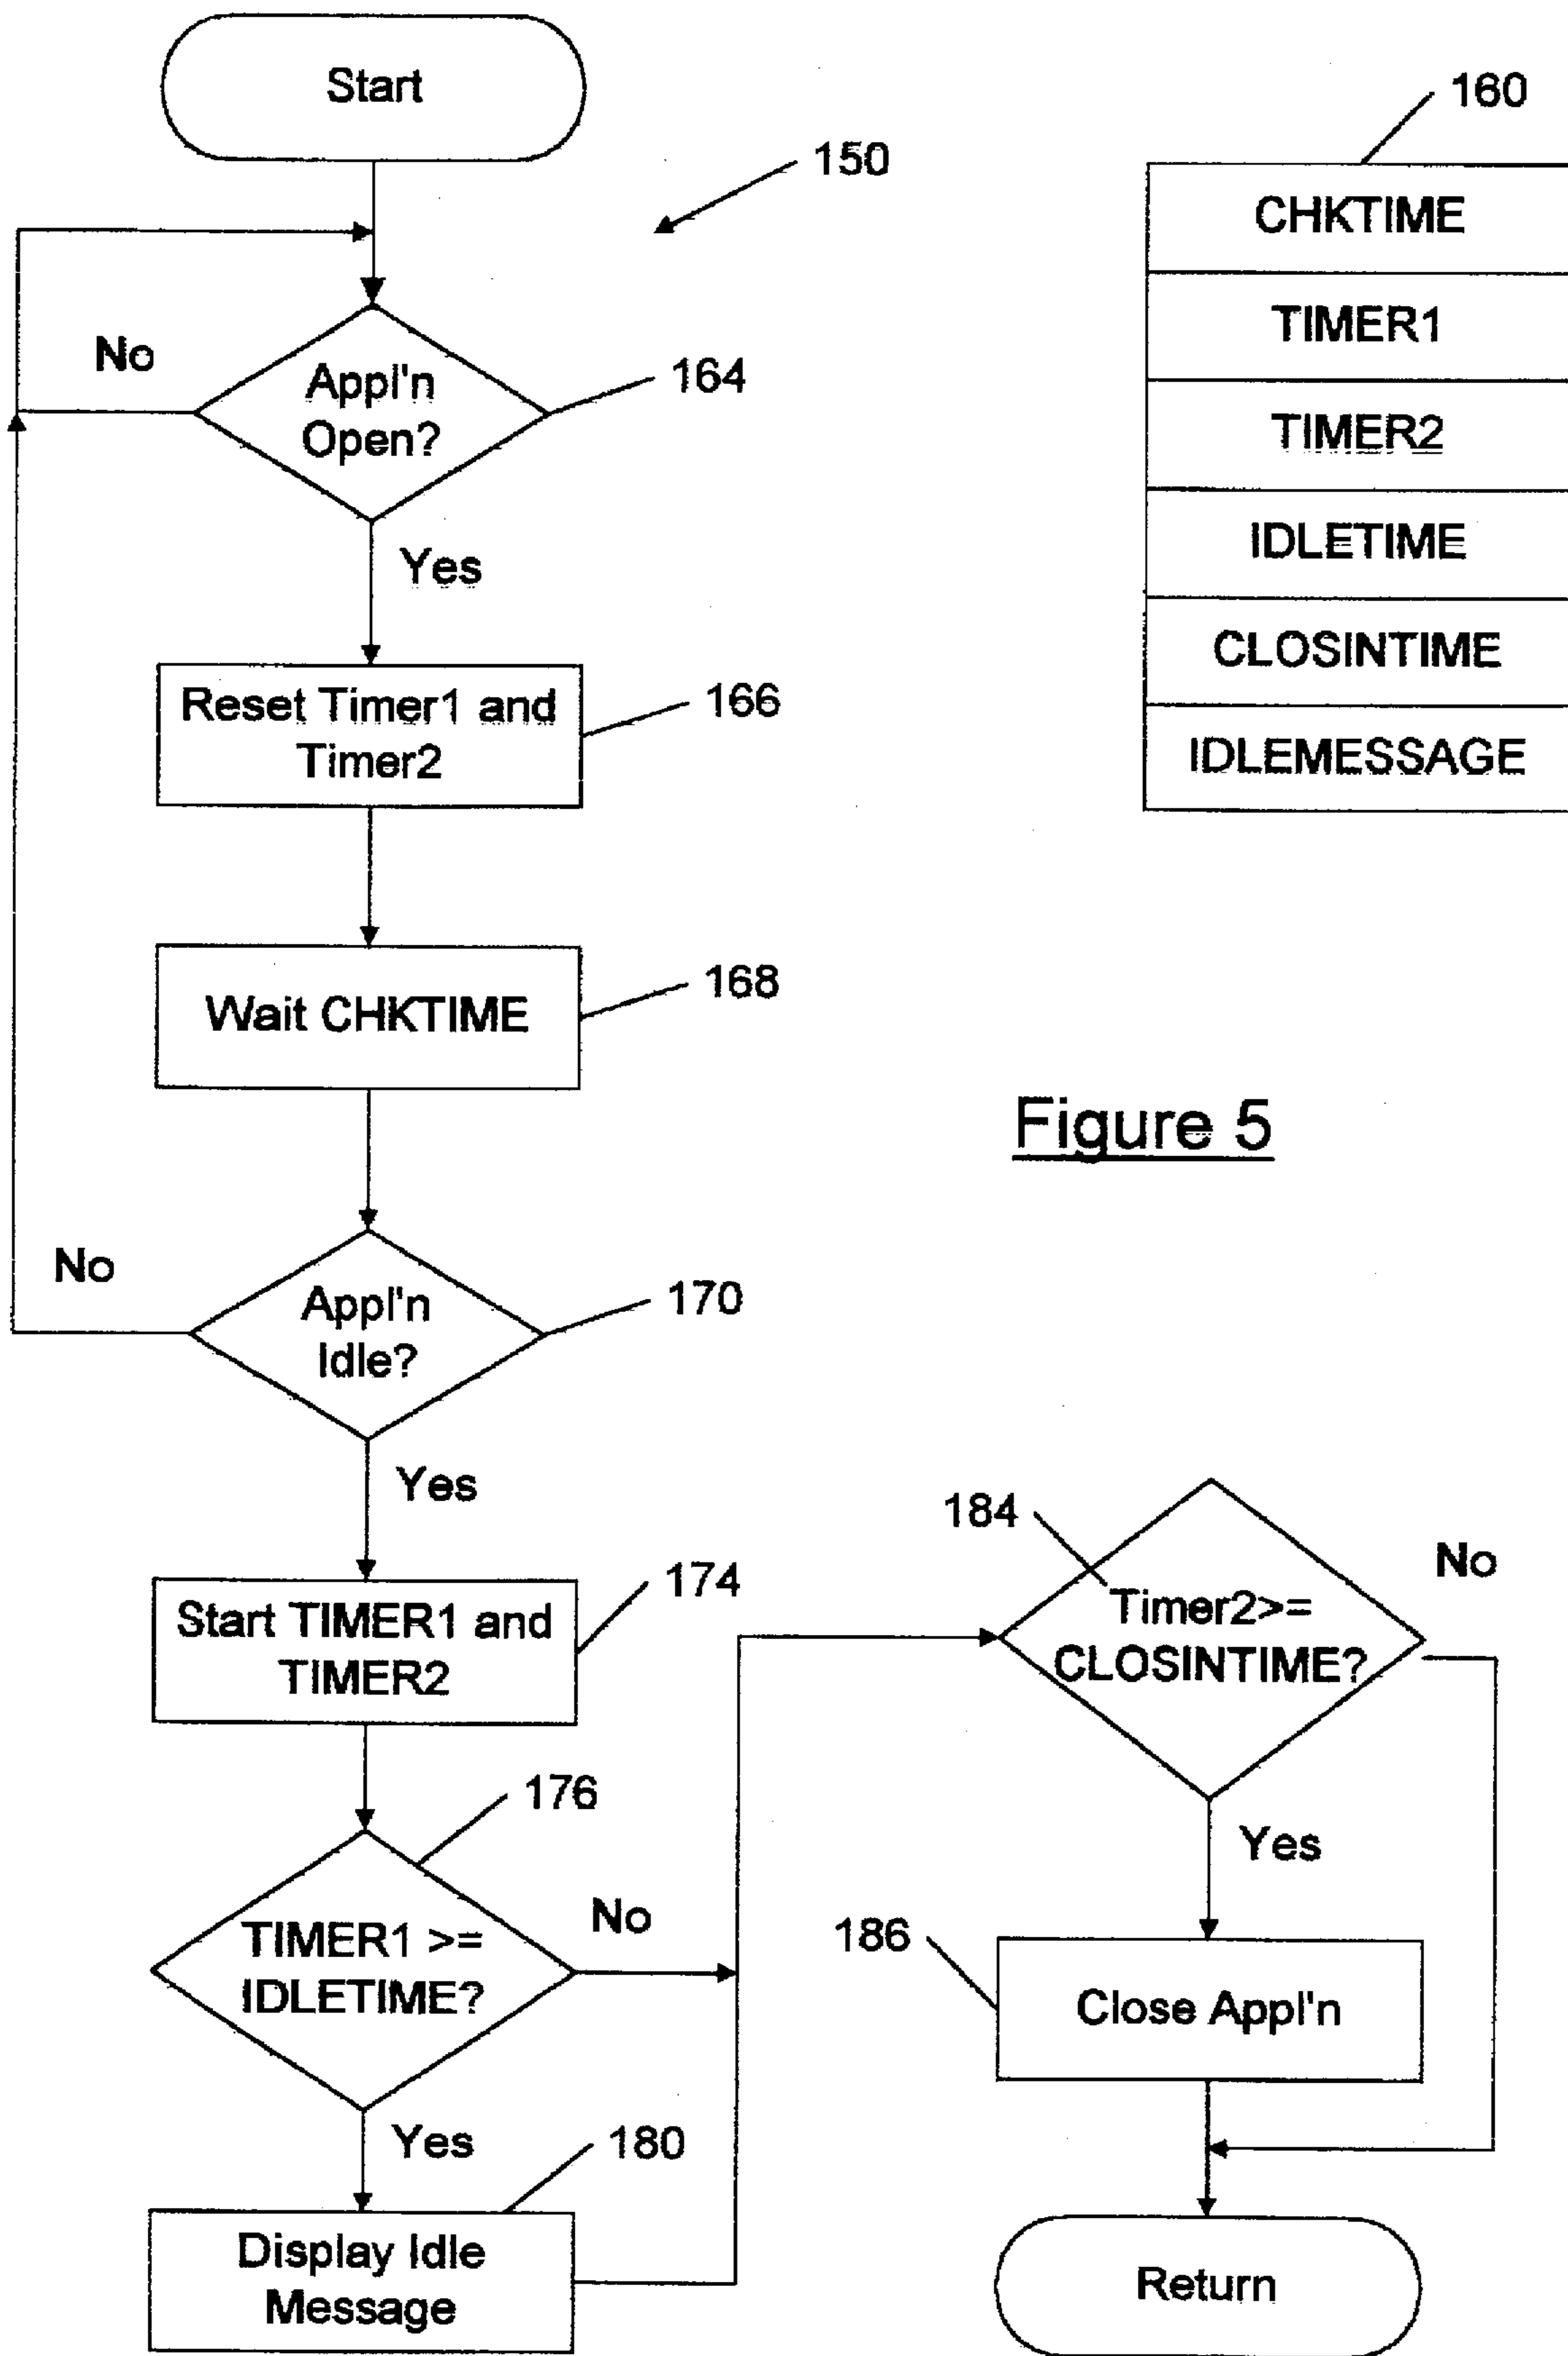 Start
150
No
Appl'n
Open?
164
Yes
Reset Timer1 and
Timer2
166
Wait CHKTIME
168
No
Appl'n
Idle?
170
Yes
Start TIMER1 and
TIMER2
174
176
TIMER1 >=
IDLETIME?
No
Yes
180
Display Idle
Message
160
CHKTIME
TIMER1
TIMER2
IDLETIME
CLOSINTIME
IDLEMESSAGE
Figure 5
184
Timer2>=
CLOSINTIME?
No
Yes
186
Close Appl'n
Return